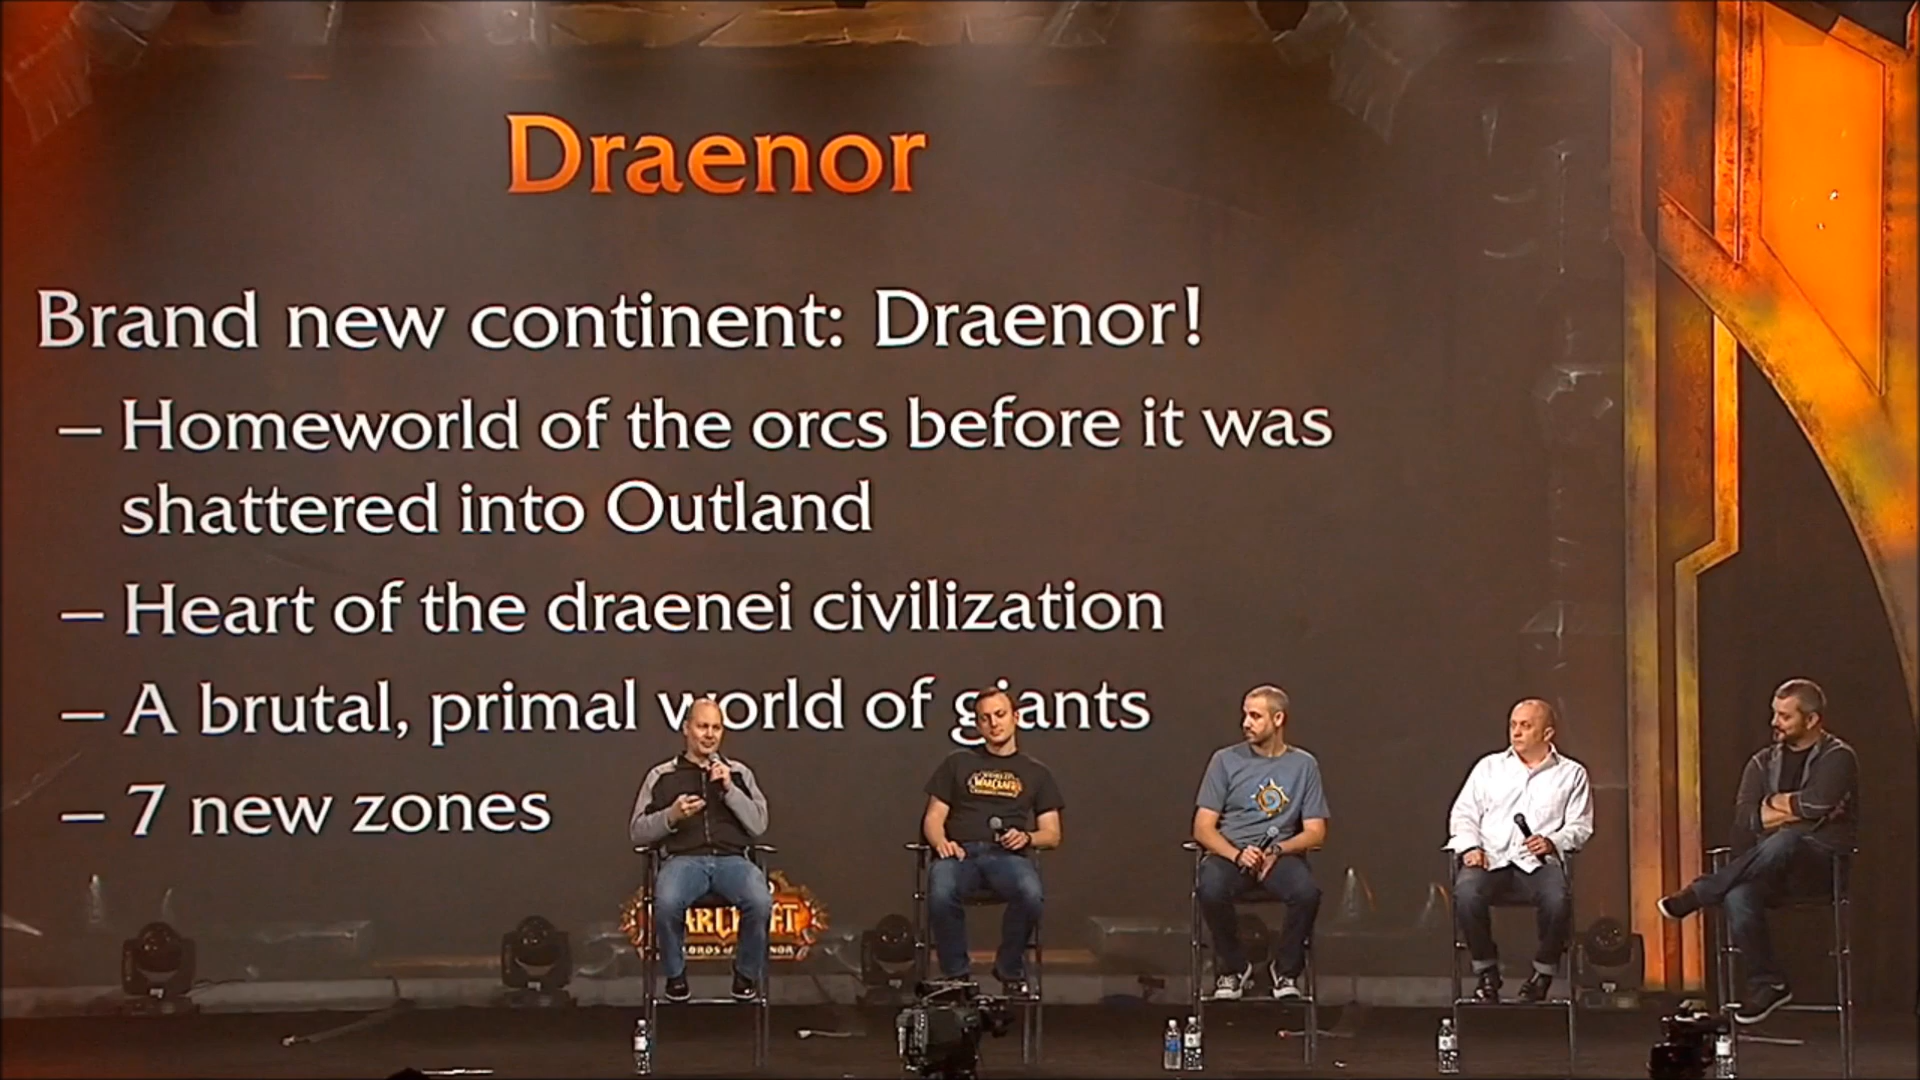 Draenor
Brand new continent: Draenor!
– Homeworld of the orcs before it was
shattered into Outland
– Heart of the draenei civilization
– A brutal, primal world of giants
– 7 new zones
WARCRAFT